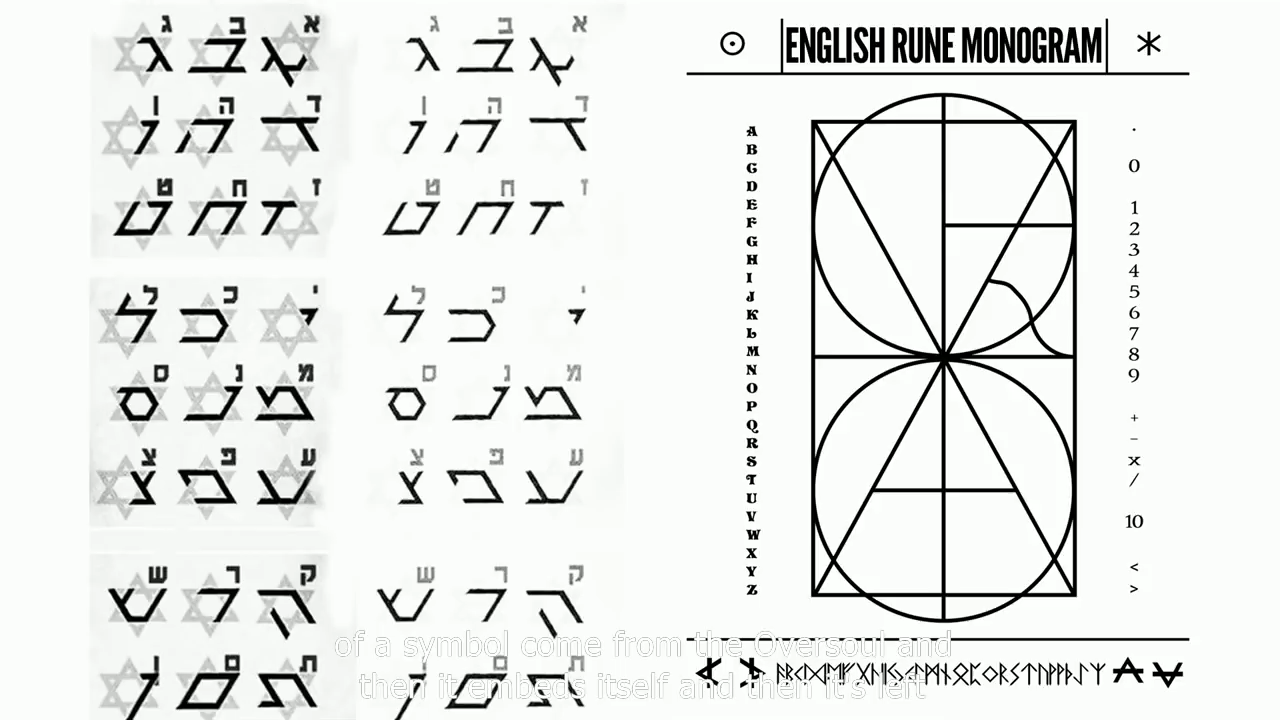 ג ב א ג ב א
ו ה ד ו ה ד
ט ח ז ט ח ז
ל כ י ל כ י
ס נ מ ס נ מ
צ פ ע צ פ ע
ש ר ק ש ר ק
ן ם ת ן ם ת
ENGLISH RUNE MONOGRAM
A
B
C
D
E
F
G
H
I
J
K
L
M
N
O
P
Q
R
S
T
U
V
W
X
Y
Z
·
0
1
2
3
4
5
6
7
8
9
+
–
x
/
10
<
>
of a symbol come from the Oversoul and
then it embeds itself and then it's left